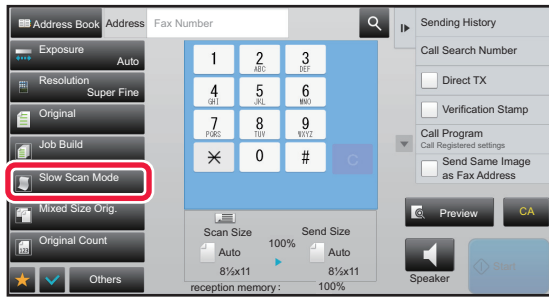 Address Book Address Fax Number
Sending History
Call Search Number
Direct TX
Verification Stamp
Call Program
Call Registered settings
Send Same Image
as Fax Address
Exposure
Auto
Resolution
Super Fine
Original
Job Build
Slow Scan Mode
Mixed Size Orig.
Original Count
Others
1 2 3
ABC DEF
4 5 6
GHI JKL MNO
7 8 9
PQRS TUV WXYZ
0 # C
Scan Size 100% Send Size
Auto Auto
8½x11 8½x11
reception memory: 100%
Preview CA
Speaker
Start